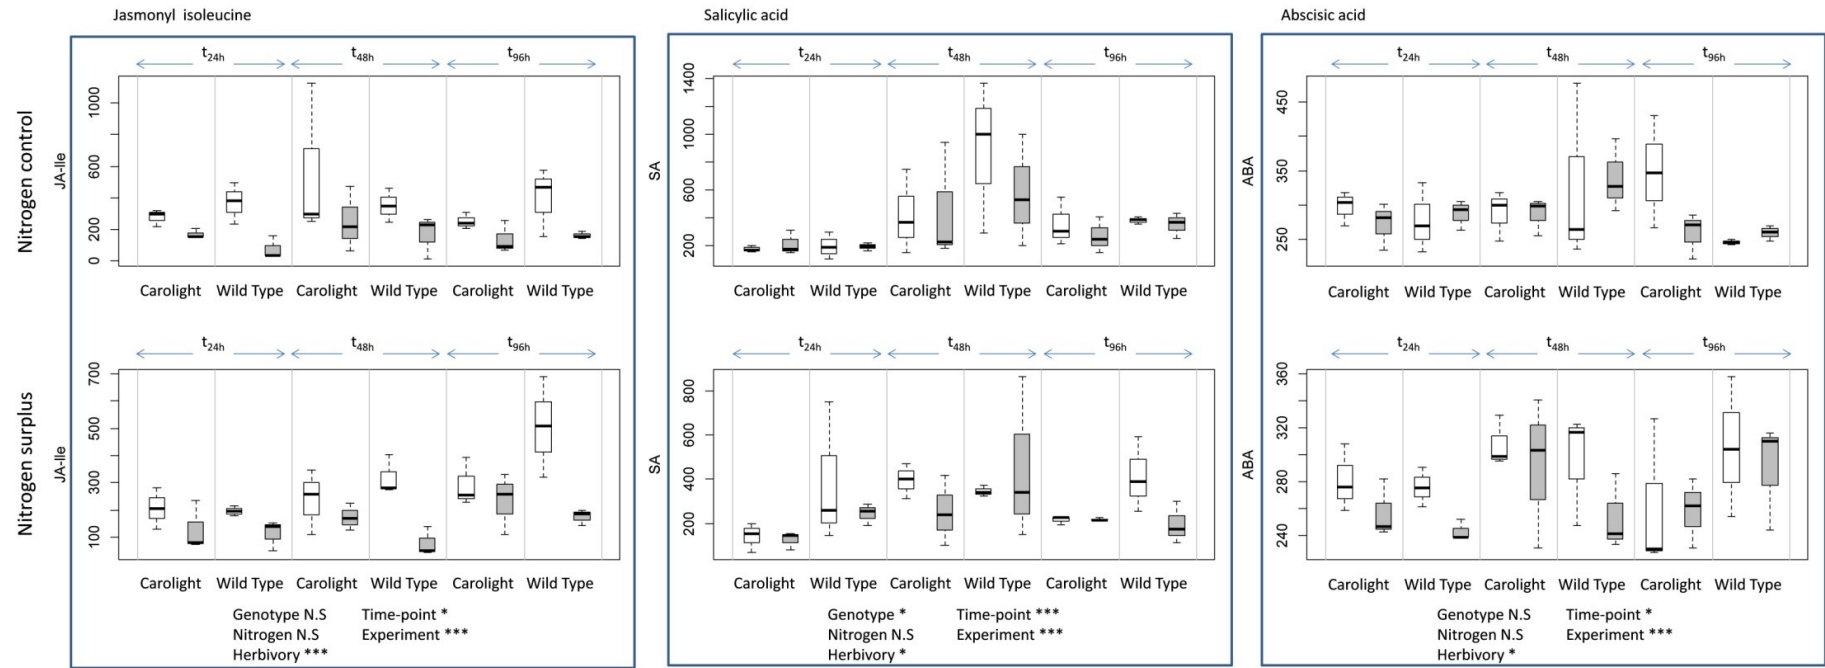 Jasmonyl isoleucine
Salicylic acid
Abscisic acid
Nitrogen control
t24h t48h t96h
JA-Ile
1000
600
200
0
Carolight Wild Type Carolight Wild Type Carolight Wild Type
t24h t48h t96h
SA
1400
1000
600
200
Carolight Wild Type Carolight Wild Type Carolight Wild Type
t24h t48h t96h
ABA
450
350
250
Carolight Wild Type Carolight Wild Type Carolight Wild Type
Nitrogen surplus
t24h t48h t96h
JA-Ile
700
500
300
100
Carolight Wild Type Carolight Wild Type Carolight Wild Type
Genotype N.S Time-point *
Nitrogen N.S Experiment ***
Herbivory ***
t24h t48h t96h
SA
800
600
400
200
Carolight Wild Type Carolight Wild Type Carolight Wild Type
Genotype * Time-point ***
Nitrogen N.S Experiment ***
Herbivory *
t24h t48h t96h
ABA
360
320
280
240
Carolight Wild Type Carolight Wild Type Carolight Wild Type
Genotype N.S Time-point *
Nitrogen N.S Experiment ***
Herbivory *